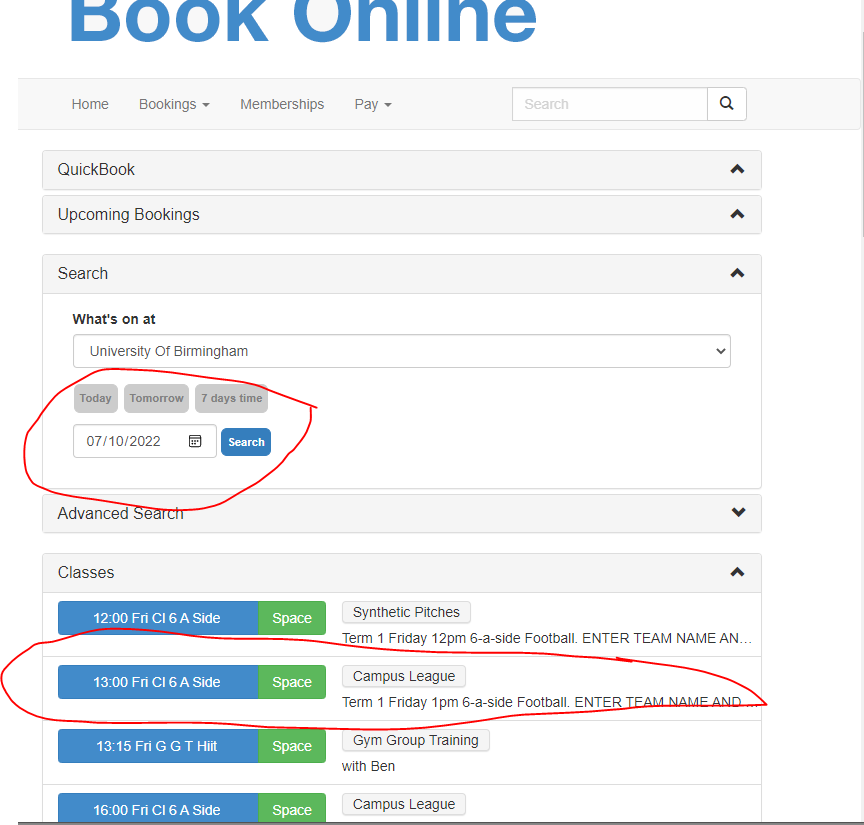 Book Online
Home Bookings Memberships Pay Search
QuickBook
Upcoming Bookings
Search
What's on at
University Of Birmingham
Today Tomorrow 7 days time
07/10/2022 Search
Advanced Search
Classes
12:00 Fri Cl 6 A Side Space Synthetic Pitches
Term 1 Friday 12pm 6-a-side Football. ENTER TEAM NAME AN...
13:00 Fri Cl 6 A Side Space Campus League
Term 1 Friday 1pm 6-a-side Football. ENTER TEAM NAME AND ...
13:15 Fri G G T Hiit Space Gym Group Training
with Ben
16:00 Fri Cl 6 A Side Space Campus League